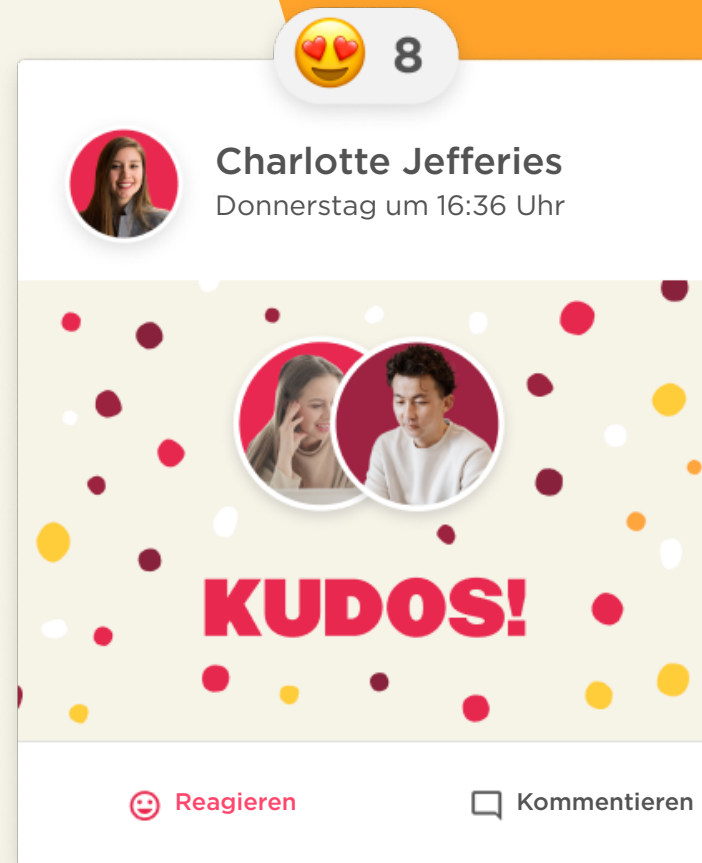 8
Charlotte Jefferies
Donnerstag um 16:36 Uhr
KUDOS!
Reagieren
Kommentieren